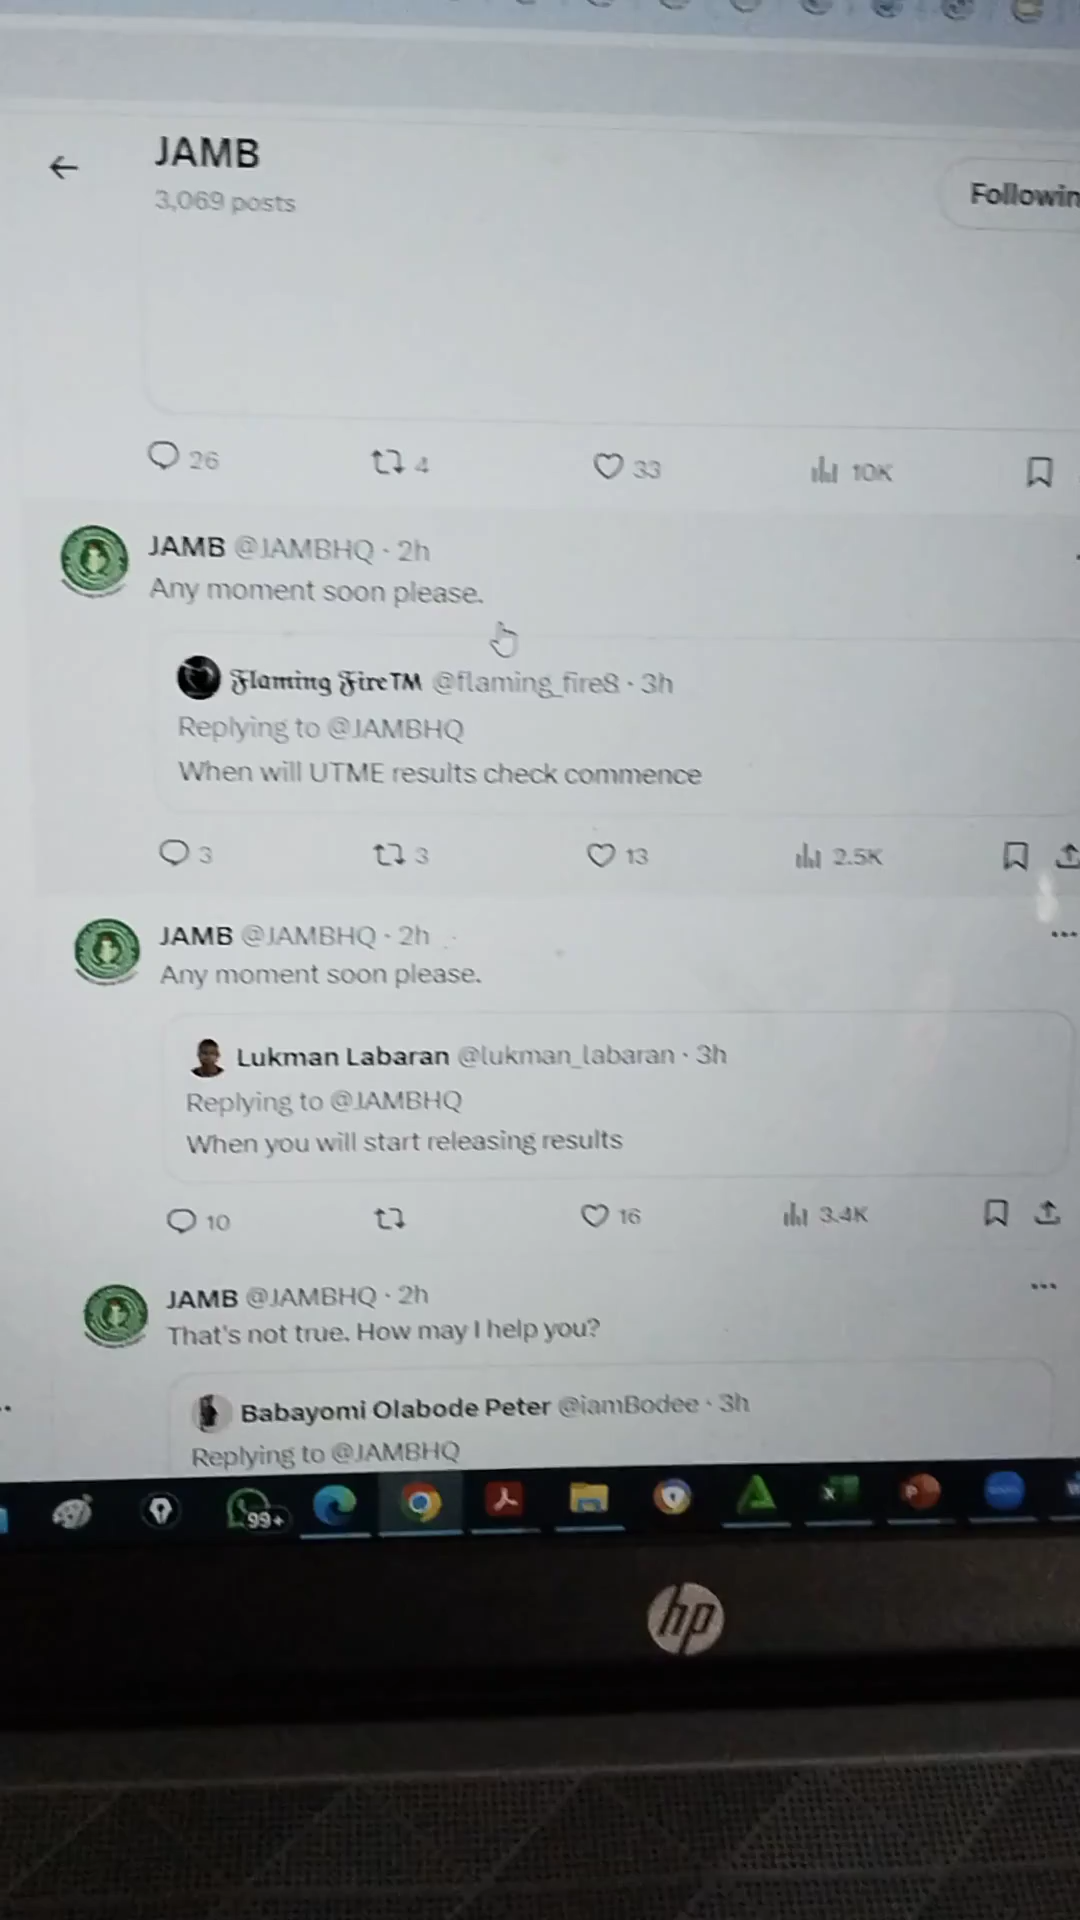 JAMB
3,069 posts
Following
26 4 33 10K
JAMB @JAMBHQ · 2h
Any moment soon please.
Flaming Fire™ @flaming_fire8 · 3h
Replying to @JAMBHQ
When will UTME results check commence
3 3 13 2.5K
JAMB @JAMBHQ · 2h
Any moment soon please.
Lukman Labaran @lukman_labaran · 3h
Replying to @JAMBHQ
When you will start releasing results
10 16 3.4K
JAMB @JAMBHQ · 2h
That's not true. How may I help you?
Babayomi Olabode Peter @iamBodee · 3h
Replying to @JAMBHQ
99+
hp